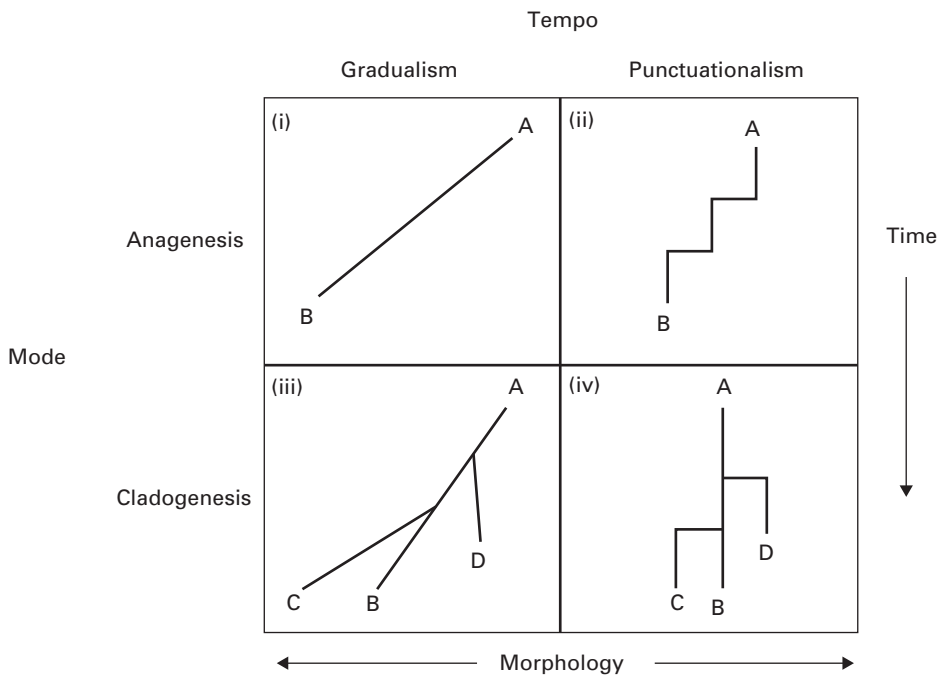 Tempo
Gradualism Punctuationalism
(i) A (ii) A
Anagenesis Time
B B
Mode
(iii) A (iv) A
Cladogenesis
D D
C B C B
Morphology